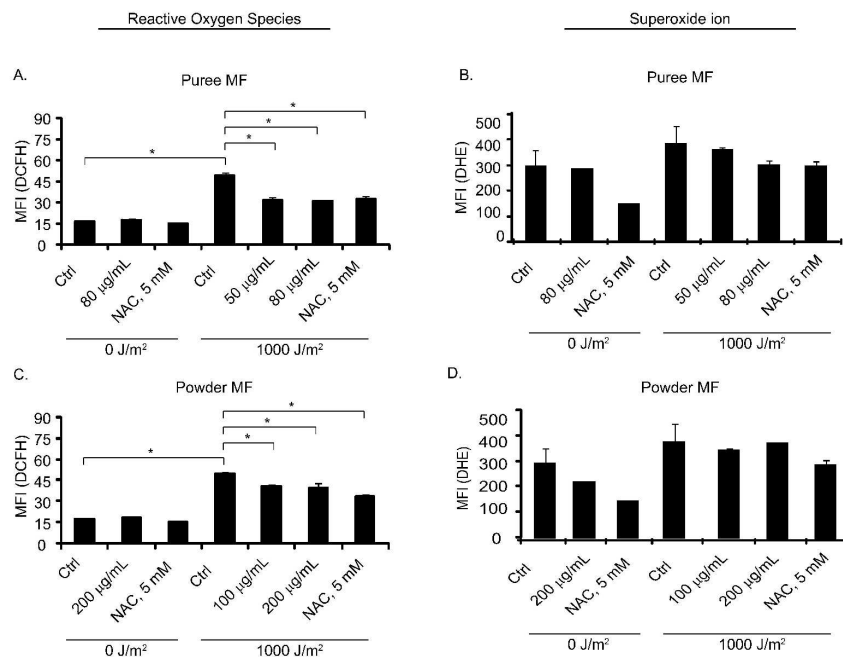 Reactive Oxygen Species
Superoxide ion
A.
Puree MF
MFI (DCFH)
90
75
60
45
30
15
0
*
*
*
*
Ctrl
80 µg/mL
NAC, 5 mM
Ctrl
50 µg/mL
80 µg/mL
NAC, 5 mM
0 J/m²
1000 J/m²
B.
Puree MF
MFI (DHE)
500
400
300
200
100
0
Ctrl
80 µg/mL
NAC, 5 mM
Ctrl
50 µg/mL
80 µg/mL
NAC, 5 mM
0 J/m²
1000 J/m²
C.
Powder MF
MFI (DCFH)
90
75
60
45
30
15
0
*
*
*
*
Ctrl
200 µg/mL
NAC, 5 mM
Ctrl
100 µg/mL
200 µg/mL
NAC, 5 mM
0 J/m²
1000 J/m²
D.
Powder MF
MFI (DHE)
500
400
300
200
100
0
Ctrl
200 µg/mL
NAC, 5 mM
Ctrl
100 µg/mL
200 µg/mL
NAC, 5 mM
0 J/m²
1000 J/m²